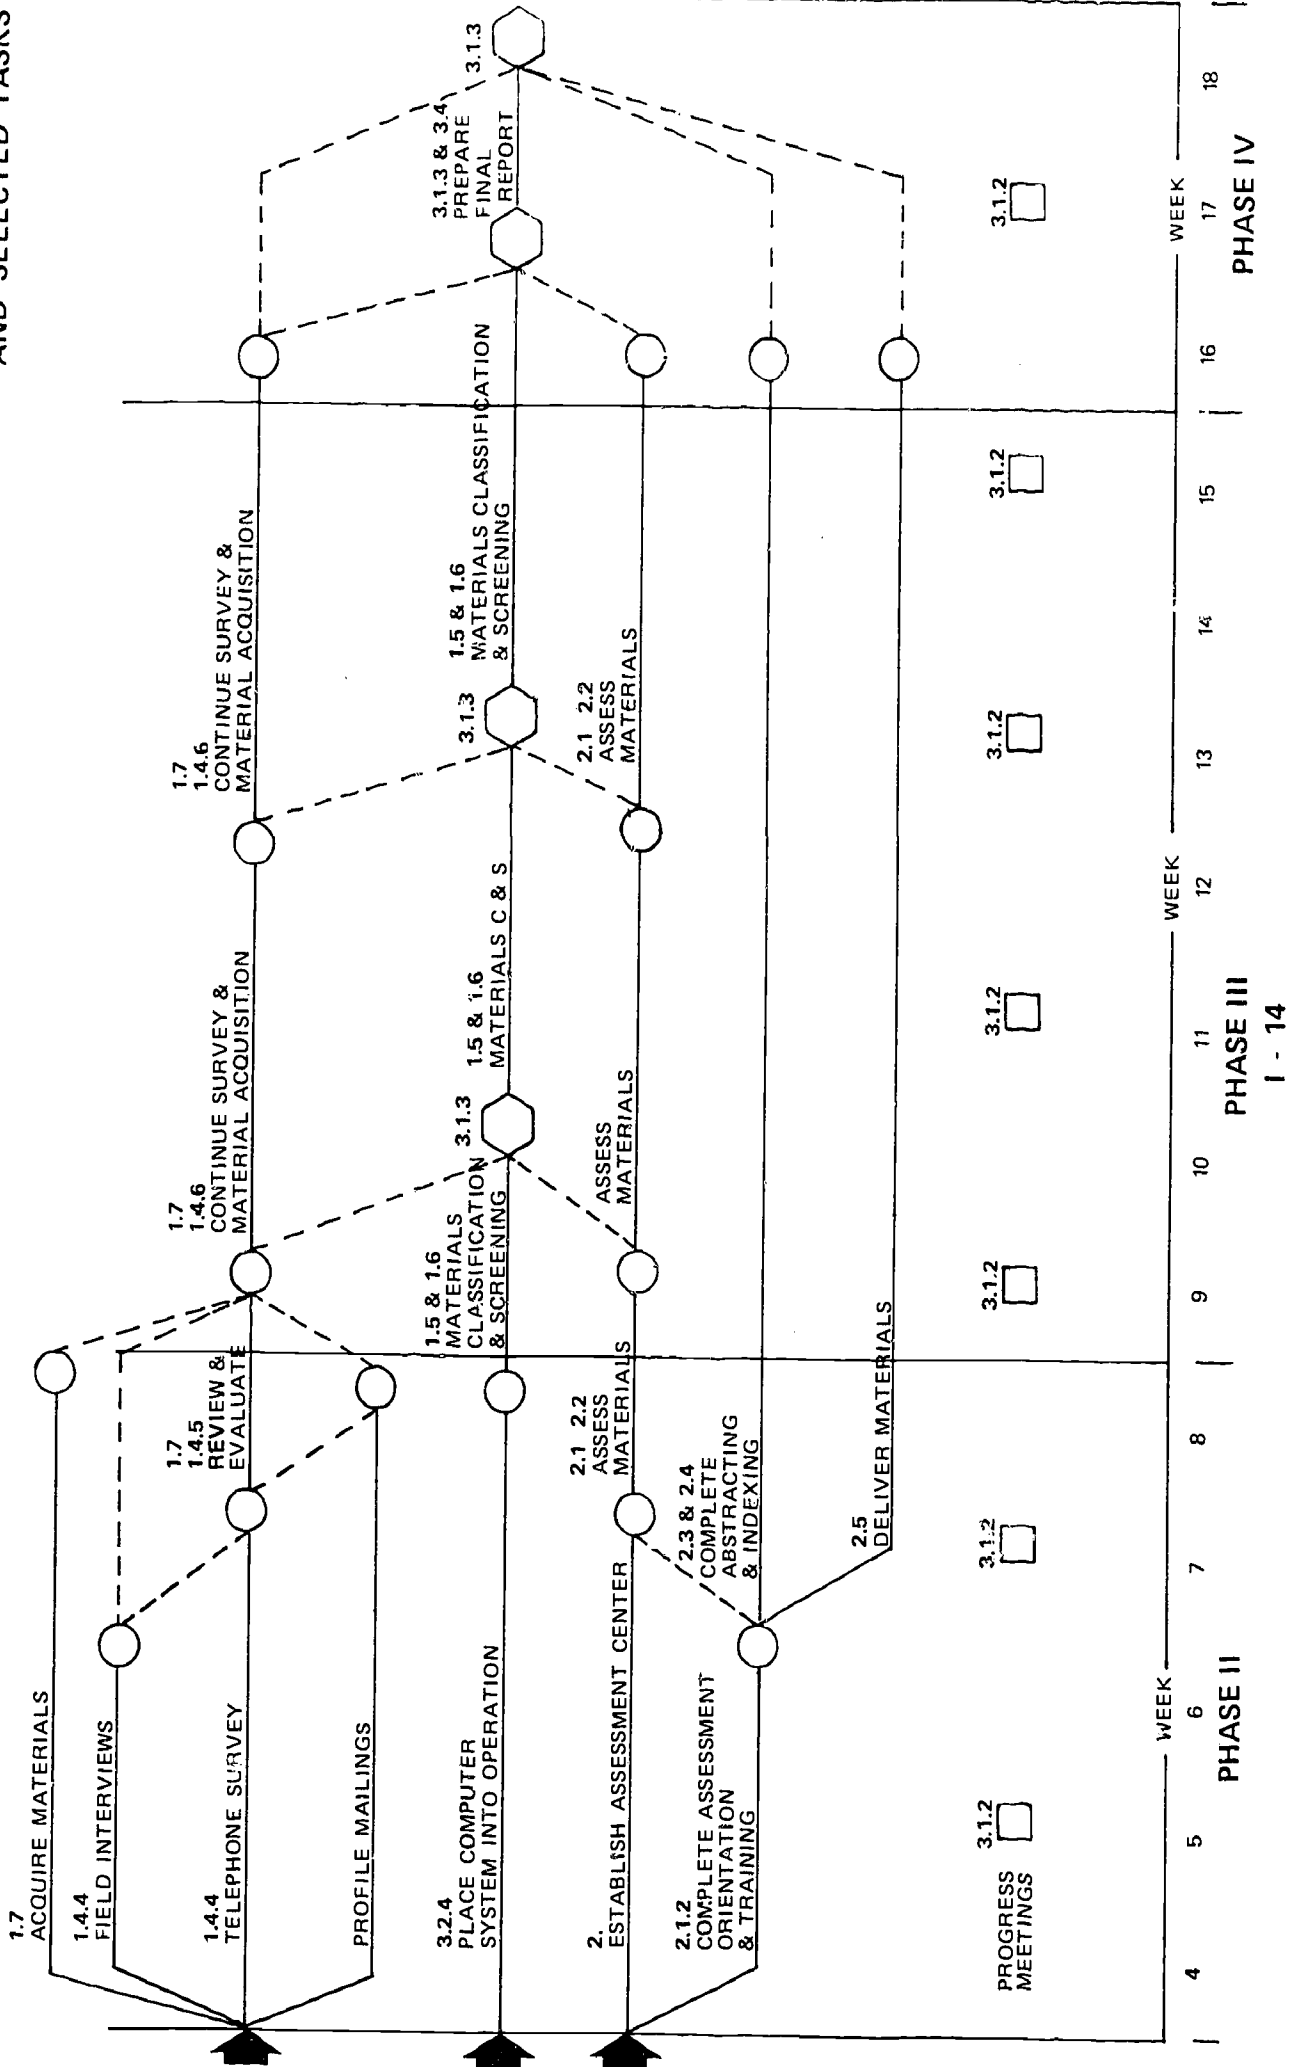 AND SELECTED TASKS
1.7
ACQUIRE MATERIALS
1.4.4
FIELD INTERVIEWS
1.4.4
TELEPHONE SURVEY
PROFILE MAILINGS
1.7
1.4.5
REVIEW &
EVALUATE
1.7
1.4.6
CONTINUE SURVEY &
MATERIAL ACQUISITION
1.7
1.4.6
CONTINUE SURVEY &
MATERIAL ACQUISITION
3.2.4
PLACE COMPUTER
SYSTEM INTO OPERATION
1.5 & 1.6
MATERIALS
CLASSIFICATION
& SCREENING
3.1.3
1.5 & 1.6
MATERIALS C & S
3.1.3
1.5 & 1.6
MATERIALS CLASSIFICATION
& SCREENING
3.1.3 & 3.4
PREPARE
FINAL
REPORT
3.1.3
2.
ESTABLISH ASSESSMENT CENTER
2.1 2.2
ASSESS
MATERIALS
ASSESS
MATERIALS
2.1 2.2
ASSESS
MATERIALS
2.1.2
COMPLETE ASSESSMENT
ORIENTATION
& TRAINING
2.3 & 2.4
COMPLETE
ABSTRACTING
& INDEXING
2.5
DELIVER MATERIALS
PROGRESS
MEETINGS
3.1.2
3.1.2
3.1.2
3.1.2
3.1.2
3.1.2
3.1.2
WEEK
WEEK
WEEK
4 5 6 7 8 9 10 11 12 13 14 15 16 17 18
PHASE II
PHASE III
PHASE IV
I - 14